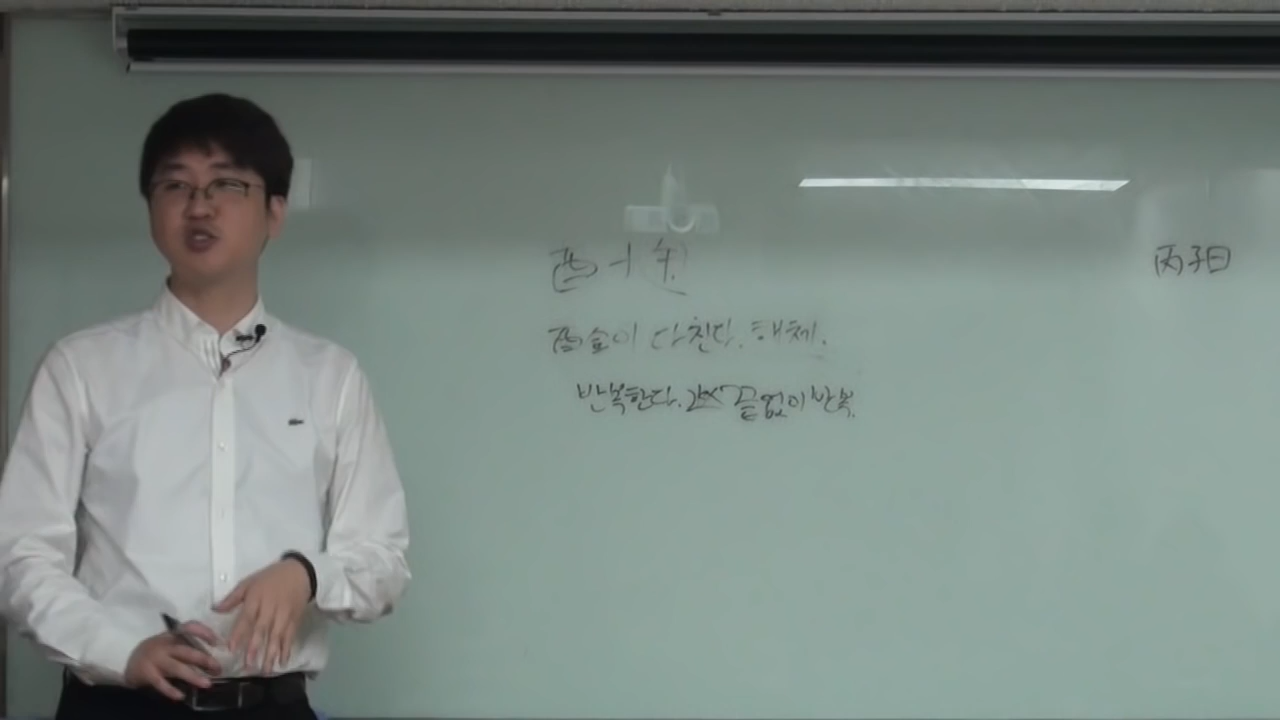 酉 午
丙子日
酉金이 다친다. 해체.
반복한다. 끝없이 반복.